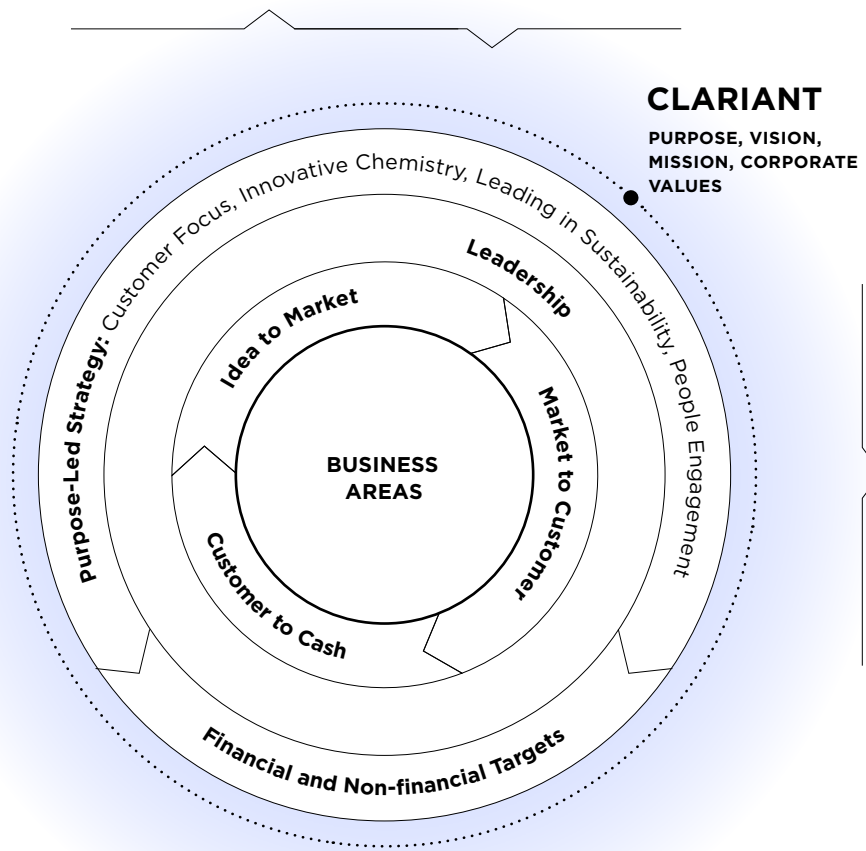 CLARIANT
PURPOSE, VISION,
MISSION, CORPORATE
VALUES
Purpose-Led Strategy: Customer Focus, Innovative Chemistry, Leading in Sustainability, People Engagement
Leadership
Idea to Market
Market to Customer
Customer to Cash
BUSINESS
AREAS
Financial and Non-financial Targets